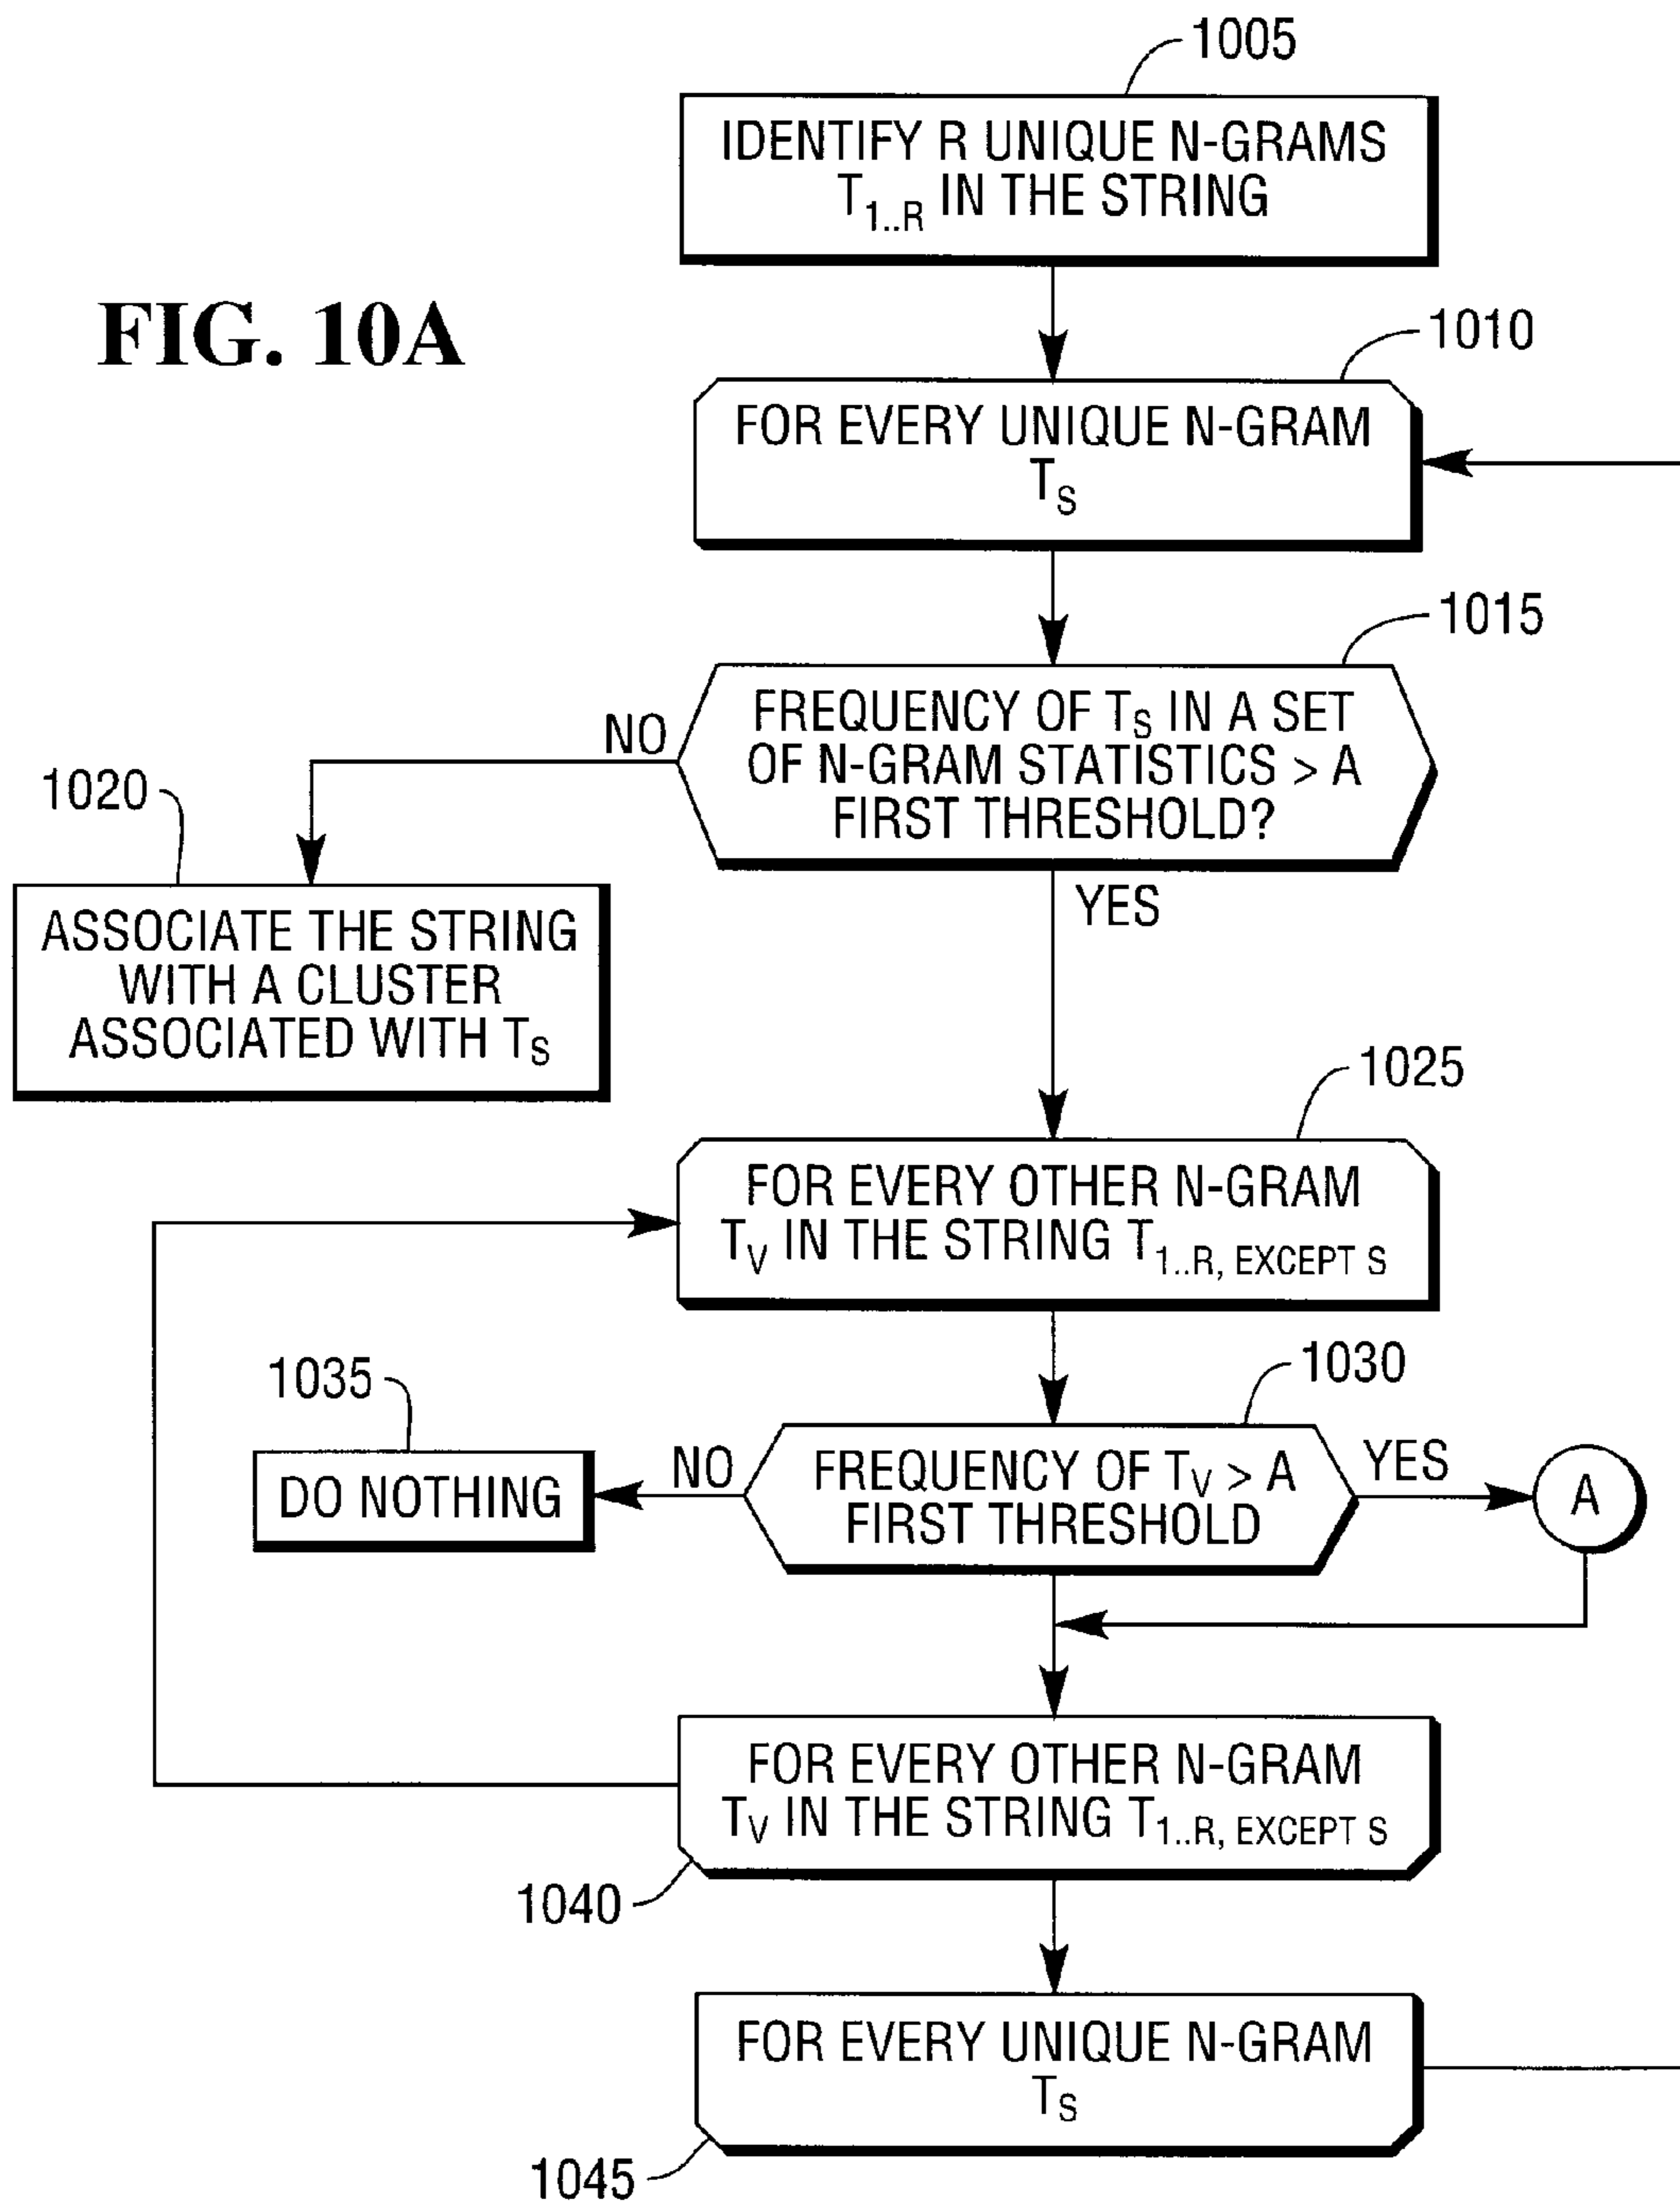 1005
IDENTIFY R UNIQUE N-GRAMS
T1..R IN THE STRING
FIG. 10A
1010
FOR EVERY UNIQUE N-GRAM
TS
1015
FREQUENCY OF TS IN A SET
OF N-GRAM STATISTICS > A
FIRST THRESHOLD?
NO
YES
1020
ASSOCIATE THE STRING
WITH A CLUSTER
ASSOCIATED WITH TS
1025
FOR EVERY OTHER N-GRAM
TV IN THE STRING T1..R, EXCEPT S
1030
FREQUENCY OF TV > A
FIRST THRESHOLD
NO
YES
A
1035
DO NOTHING
FOR EVERY OTHER N-GRAM
TV IN THE STRING T1..R, EXCEPT S
1040
FOR EVERY UNIQUE N-GRAM
TS
1045